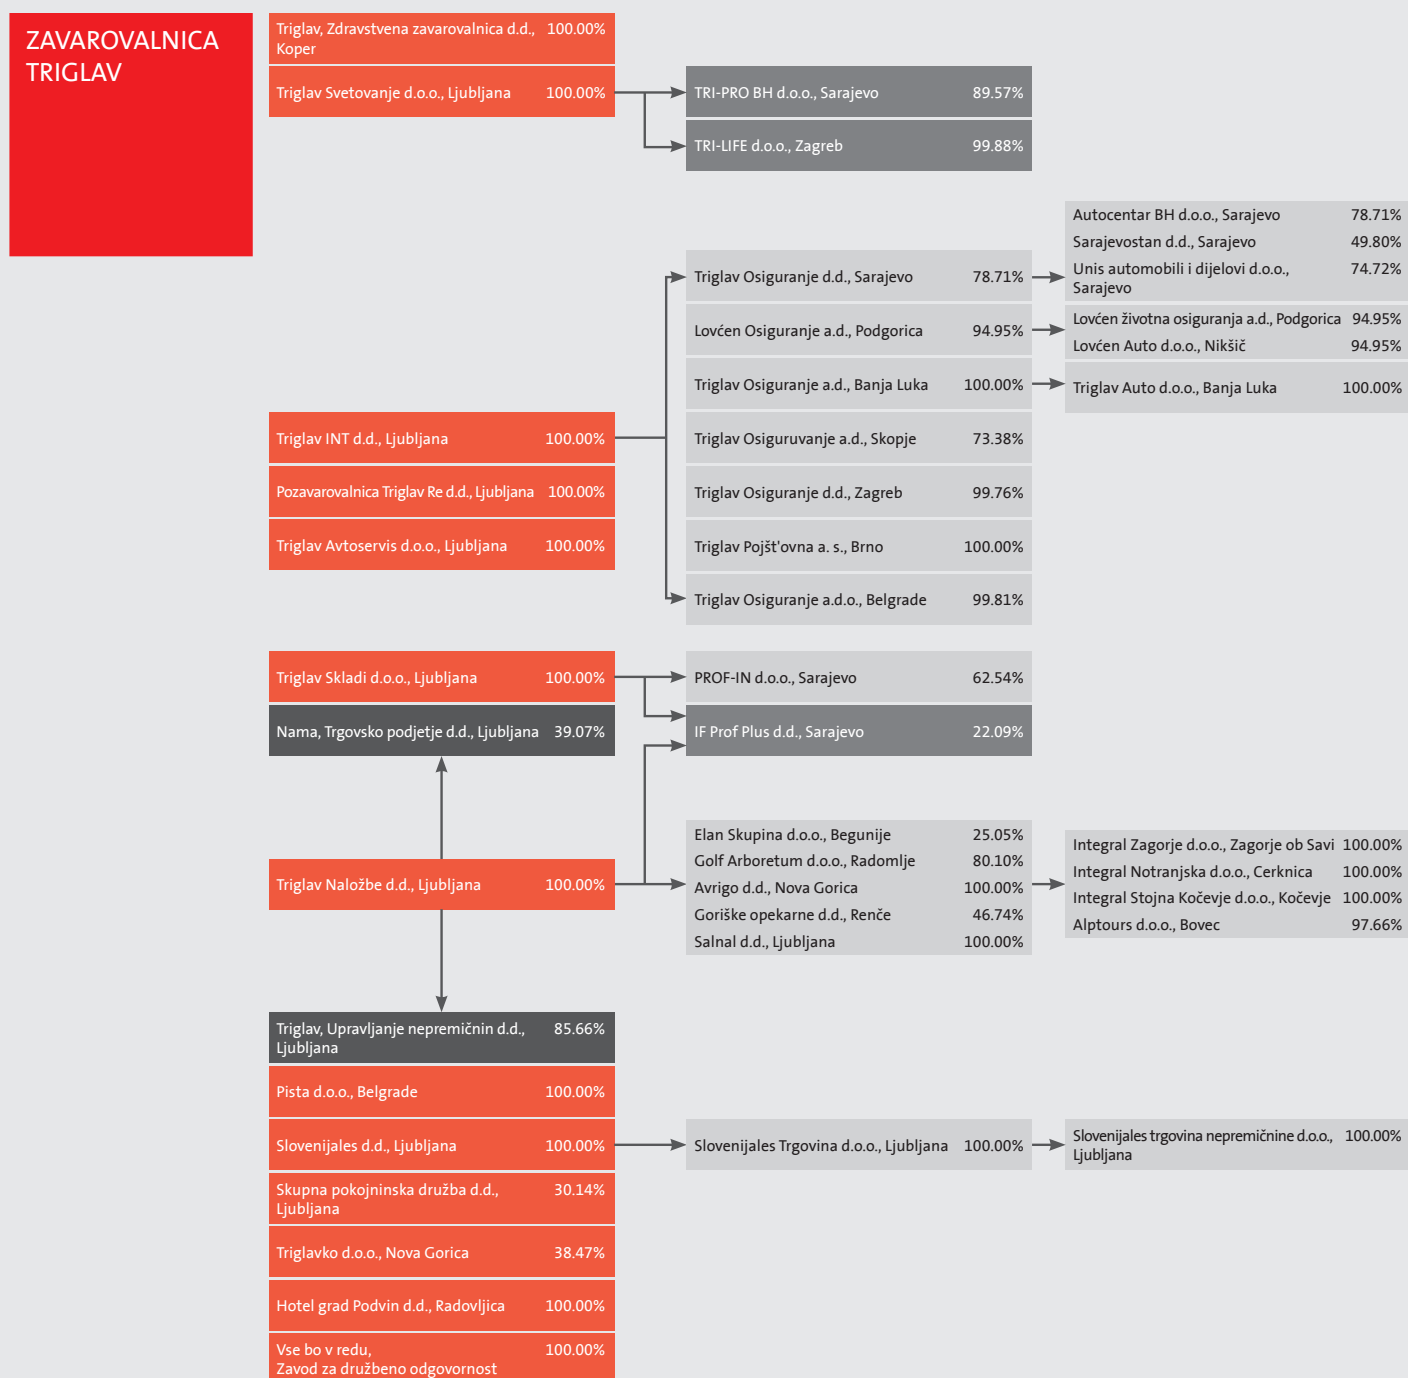 ZAVAROVALNICA
TRIGLAV
Triglav, Zdravstvena zavarovalnica d.d., 100.00%
Koper
Triglav Svetovanje d.o.o., Ljubljana 100.00%
TRI-PRO BH d.o.o., Sarajevo 89.57%
TRI-LIFE d.o.o., Zagreb 99.88%
Triglav INT d.d., Ljubljana 100.00%
Pozavarovalnica Triglav Re d.d., Ljubljana 100.00%
Triglav Avtoservis d.o.o., Ljubljana 100.00%
Triglav Osiguranje d.d., Sarajevo 78.71%
Lovćen Osiguranje a.d., Podgorica 94.95%
Triglav Osiguranje a.d., Banja Luka 100.00%
Triglav Osiguruvanje a.d., Skopje 73.38%
Triglav Osiguranje d.d., Zagreb 99.76%
Triglav Pojšt'ovna a. s., Brno 100.00%
Triglav Osiguranje a.d.o., Belgrade 99.81%
Autocentar BH d.o.o., Sarajevo 78.71%
Sarajevostan d.d., Sarajevo 49.80%
Unis automobili i dijelovi d.o.o., 74.72%
Sarajevo
Lovćen životna osiguranja a.d., Podgorica 94.95%
Lovćen Auto d.o.o., Nikšič 94.95%
Triglav Auto d.o.o., Banja Luka 100.00%
Triglav Skladi d.o.o., Ljubljana 100.00%
Nama, Trgovsko podjetje d.d., Ljubljana 39.07%
PROF-IN d.o.o., Sarajevo 62.54%
IF Prof Plus d.d., Sarajevo 22.09%
Triglav Naložbe d.d., Ljubljana 100.00%
Elan Skupina d.o.o., Begunije 25.05%
Golf Arboretum d.o.o., Radomlje 80.10%
Avrigo d.d., Nova Gorica 100.00%
Goriške opekarne d.d., Renče 46.74%
Salnal d.d., Ljubljana 100.00%
Integral Zagorje d.o.o., Zagorje ob Savi 100.00%
Integral Notranjska d.o.o., Cerknica 100.00%
Integral Stojna Kočevje d.o.o., Kočevje 100.00%
Alptours d.o.o., Bovec 97.66%
Triglav, Upravljanje nepremičnin d.d., 85.66%
Ljubljana
Pista d.o.o., Belgrade 100.00%
Slovenijales d.d., Ljubljana 100.00%
Slovenijales Trgovina d.o.o., Ljubljana 100.00%
Slovenijales trgovina nepremičnine d.o.o., 100.00%
Ljubljana
Skupna pokojninska družba d.d., 30.14%
Ljubljana
Triglavko d.o.o., Nova Gorica 38.47%
Hotel grad Podvin d.d., Radovljica 100.00%
Vse bo v redu, 100.00%
Zavod za družbeno odgovornost